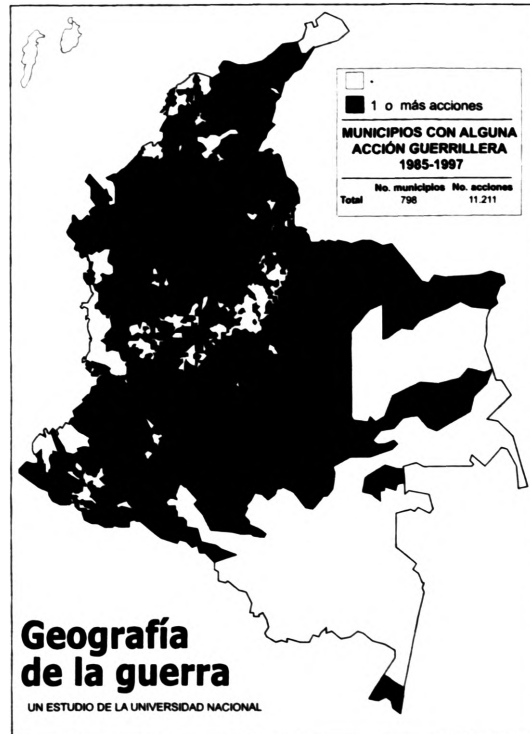 1 o más acciones
MUNICIPIOS CON ALGUNA
ACCIÓN GUERRILLERA
1985-1997
No. municipios No. acciones
Total 798 11.211
Geografía
de la guerra
UN ESTUDIO DE LA UNIVERSIDAD NACIONAL